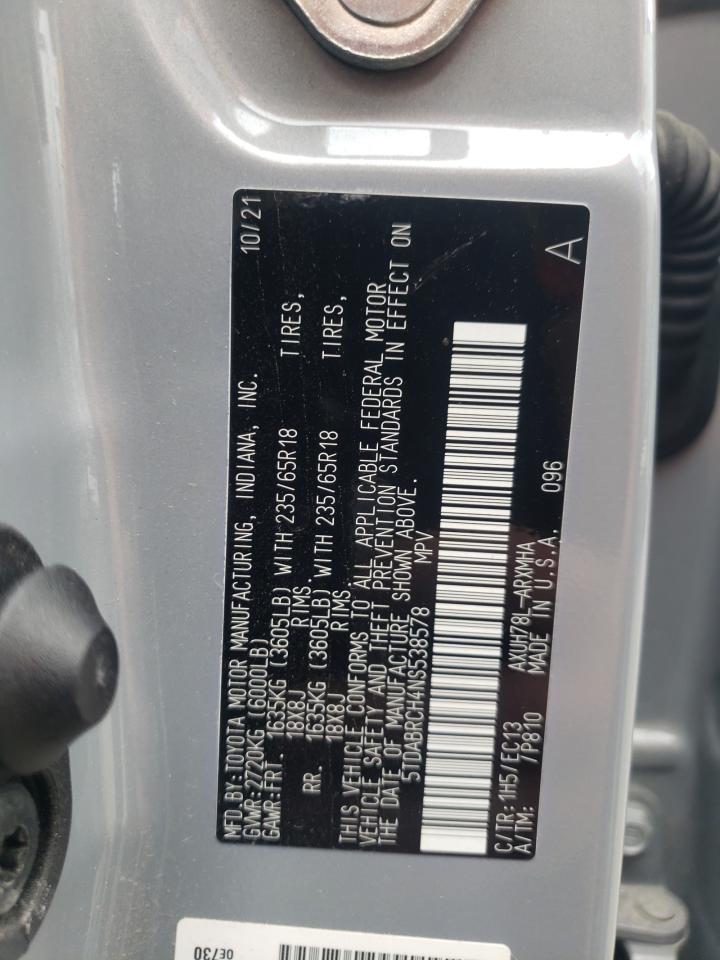 MFD.BY:TOYOTA MOTOR MANUFACTURING, INDIANA, INC. 10/21
GVWR:2720KG (6000LB)
GAWR:FRT 1635KG (3605LB) WITH 235/65R18 TIRES,
18X8J RIMS.
RR. 1635KG (3605LB) WITH 235/65R18 TIRES,
18X8J RIMS.
THIS VEHICLE CONFORMS TO ALL APPLICABLE FEDERAL MOTOR
VEHICLE SAFETY AND THEFT PREVENTION STANDARDS IN EFFECT ON
THE DATE OF MANUFACTURE SHOWN ABOVE.
5TDABRCH4NS538578 MPV
C/TR: 1H5/EC13 AXUH78L-ARXMHA 096 A
A/TM: /P810 MADE IN U.S.A.
0E730